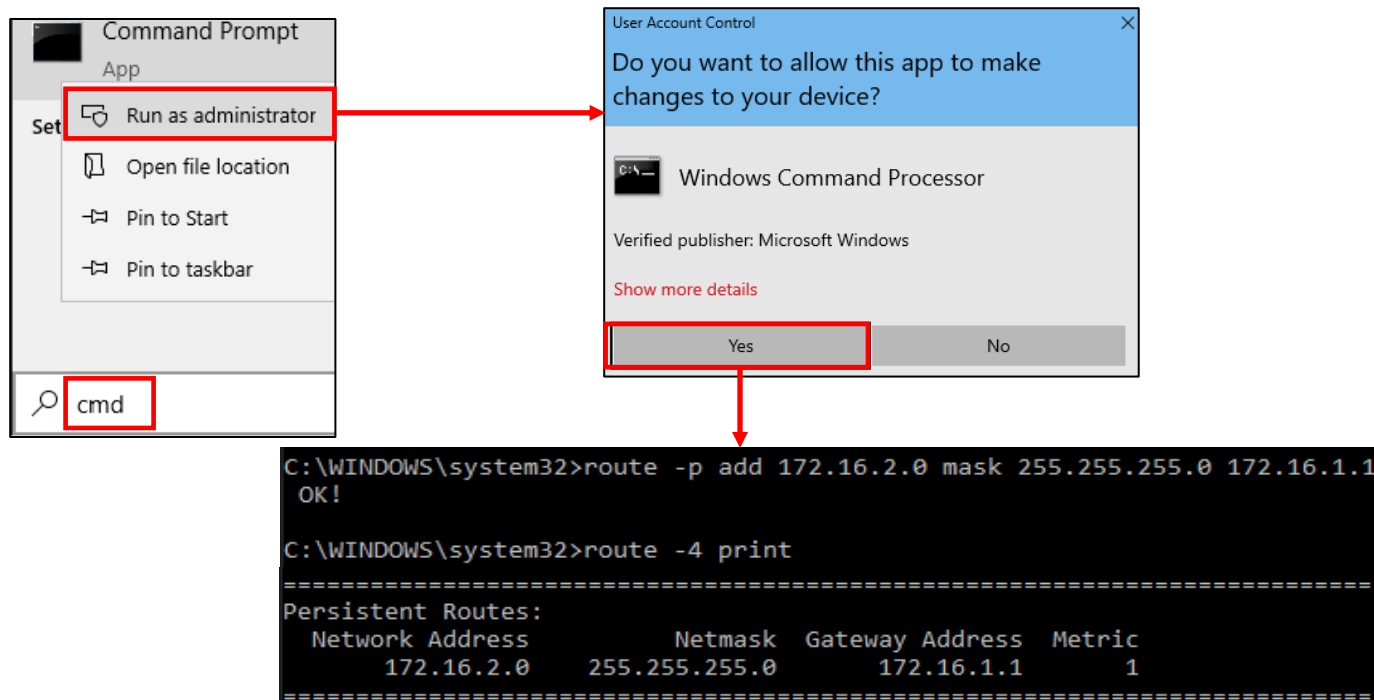 Command Prompt
App
Run as administrator
Set
Open file location
Pin to Start
Pin to taskbar
cmd
User Account Control
Do you want to allow this app to make
changes to your device?
C:\_
Windows Command Processor
Verified publisher: Microsoft Windows
Show more details
Yes
No
C:\WINDOWS\system32>route -p add 172.16.2.0 mask 255.255.255.0 172.16.1.1
OK!
C:\WINDOWS\system32>route -4 print
===========================================================================
Persistent Routes:
Network Address Netmask Gateway Address Metric
172.16.2.0 255.255.255.0 172.16.1.1 1
===========================================================================